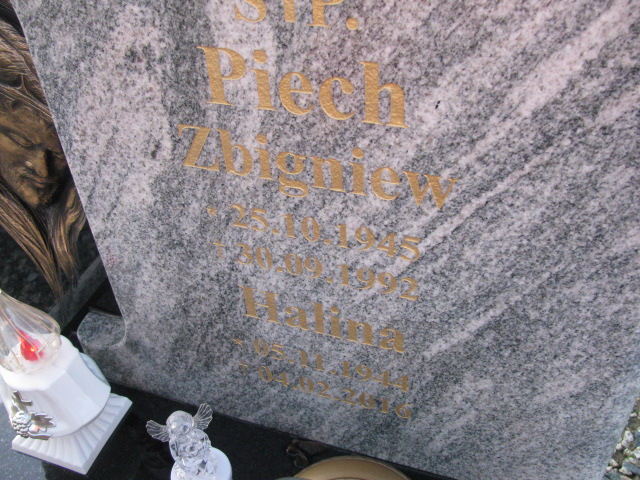 Ś†P.
Piech
Zbigniew
* 25.10.1945
† 30.09.1992
Halina
* 05.11.1944
† 04.02.2016